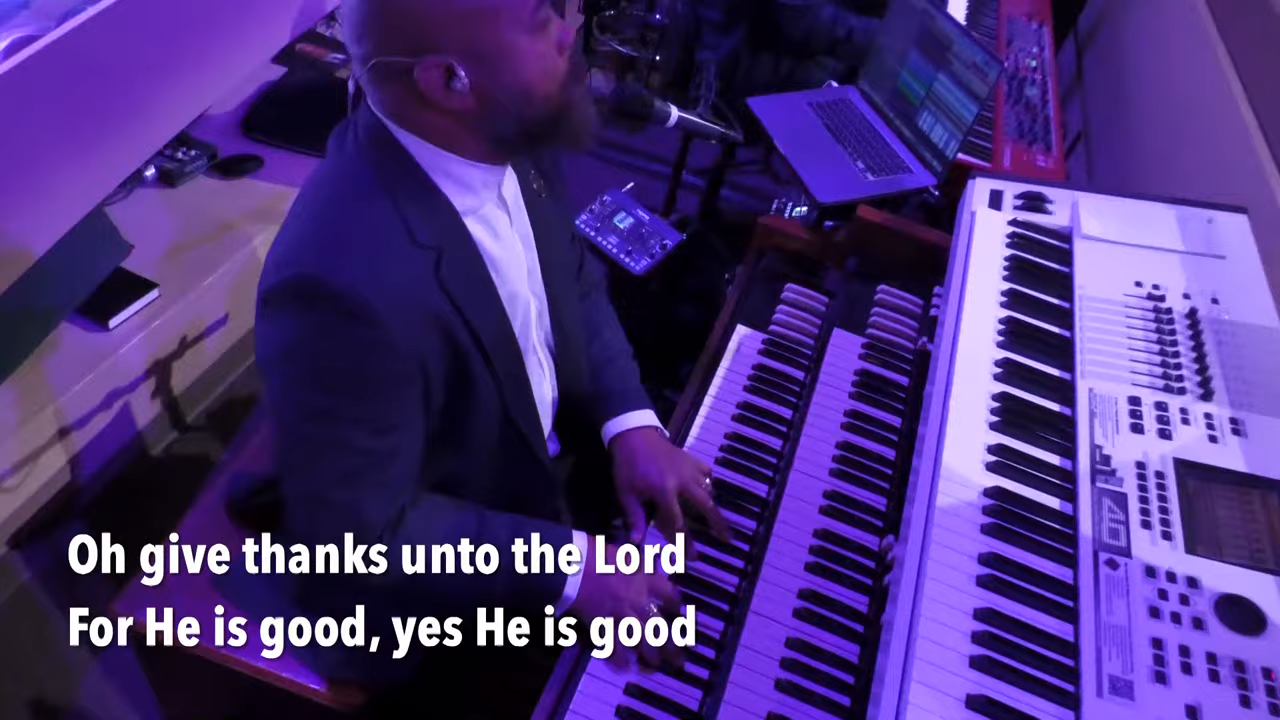 Oh give thanks unto the Lord
For He is good, yes He is good